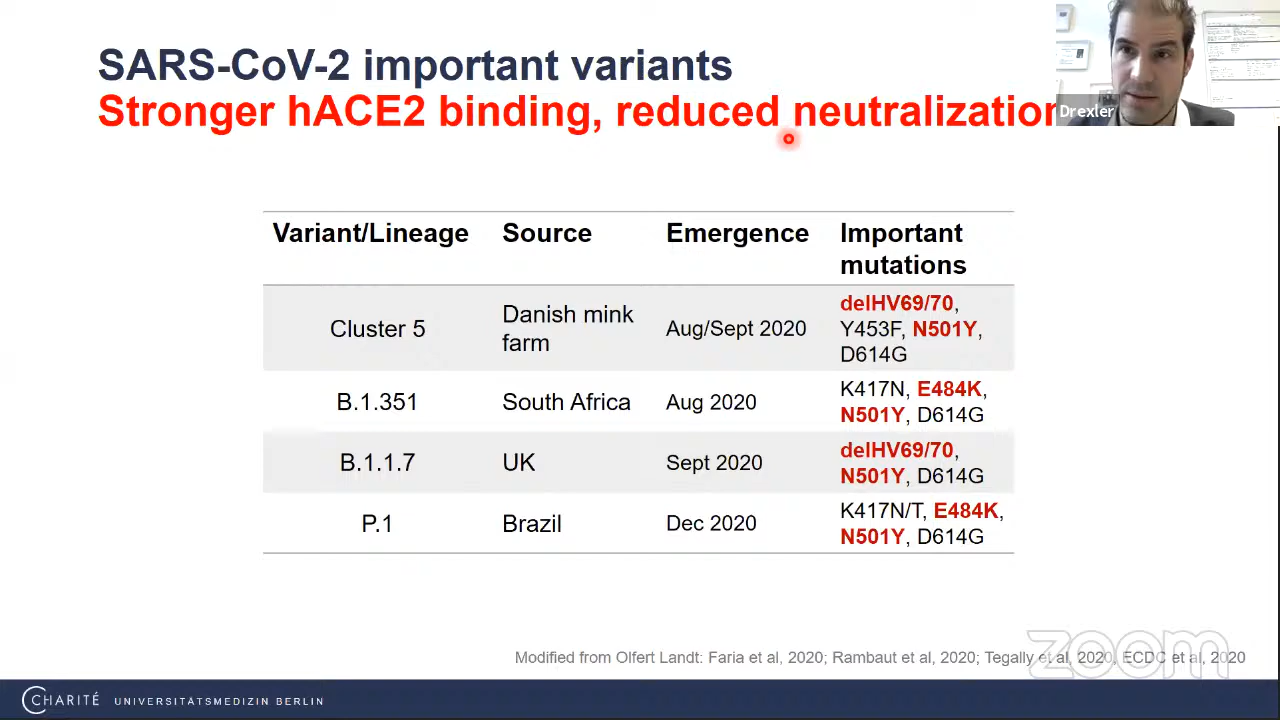 SARS-CoV-2 important variants
Stronger hACE2 binding, reduced neutralization
Drexler
Variant/Lineage Source Emergence Important
mutations
Cluster 5 Danish mink
farm Aug/Sept 2020 delHV69/70,
Y453F, N501Y,
D614G
B.1.351 South Africa Aug 2020 K417N, E484K,
N501Y, D614G
B.1.1.7 UK Sept 2020 delHV69/70,
N501Y, D614G
P.1 Brazil Dec 2020 K417N/T, E484K,
N501Y, D614G
Modified from Olfert Landt: Faria et al, 2020; Rambaut et al, 2020; Tegally et al, 2020, ECDC et al, 2020
zoom
CHARITÉ UNIVERSITÄTSMEDIZIN BERLIN